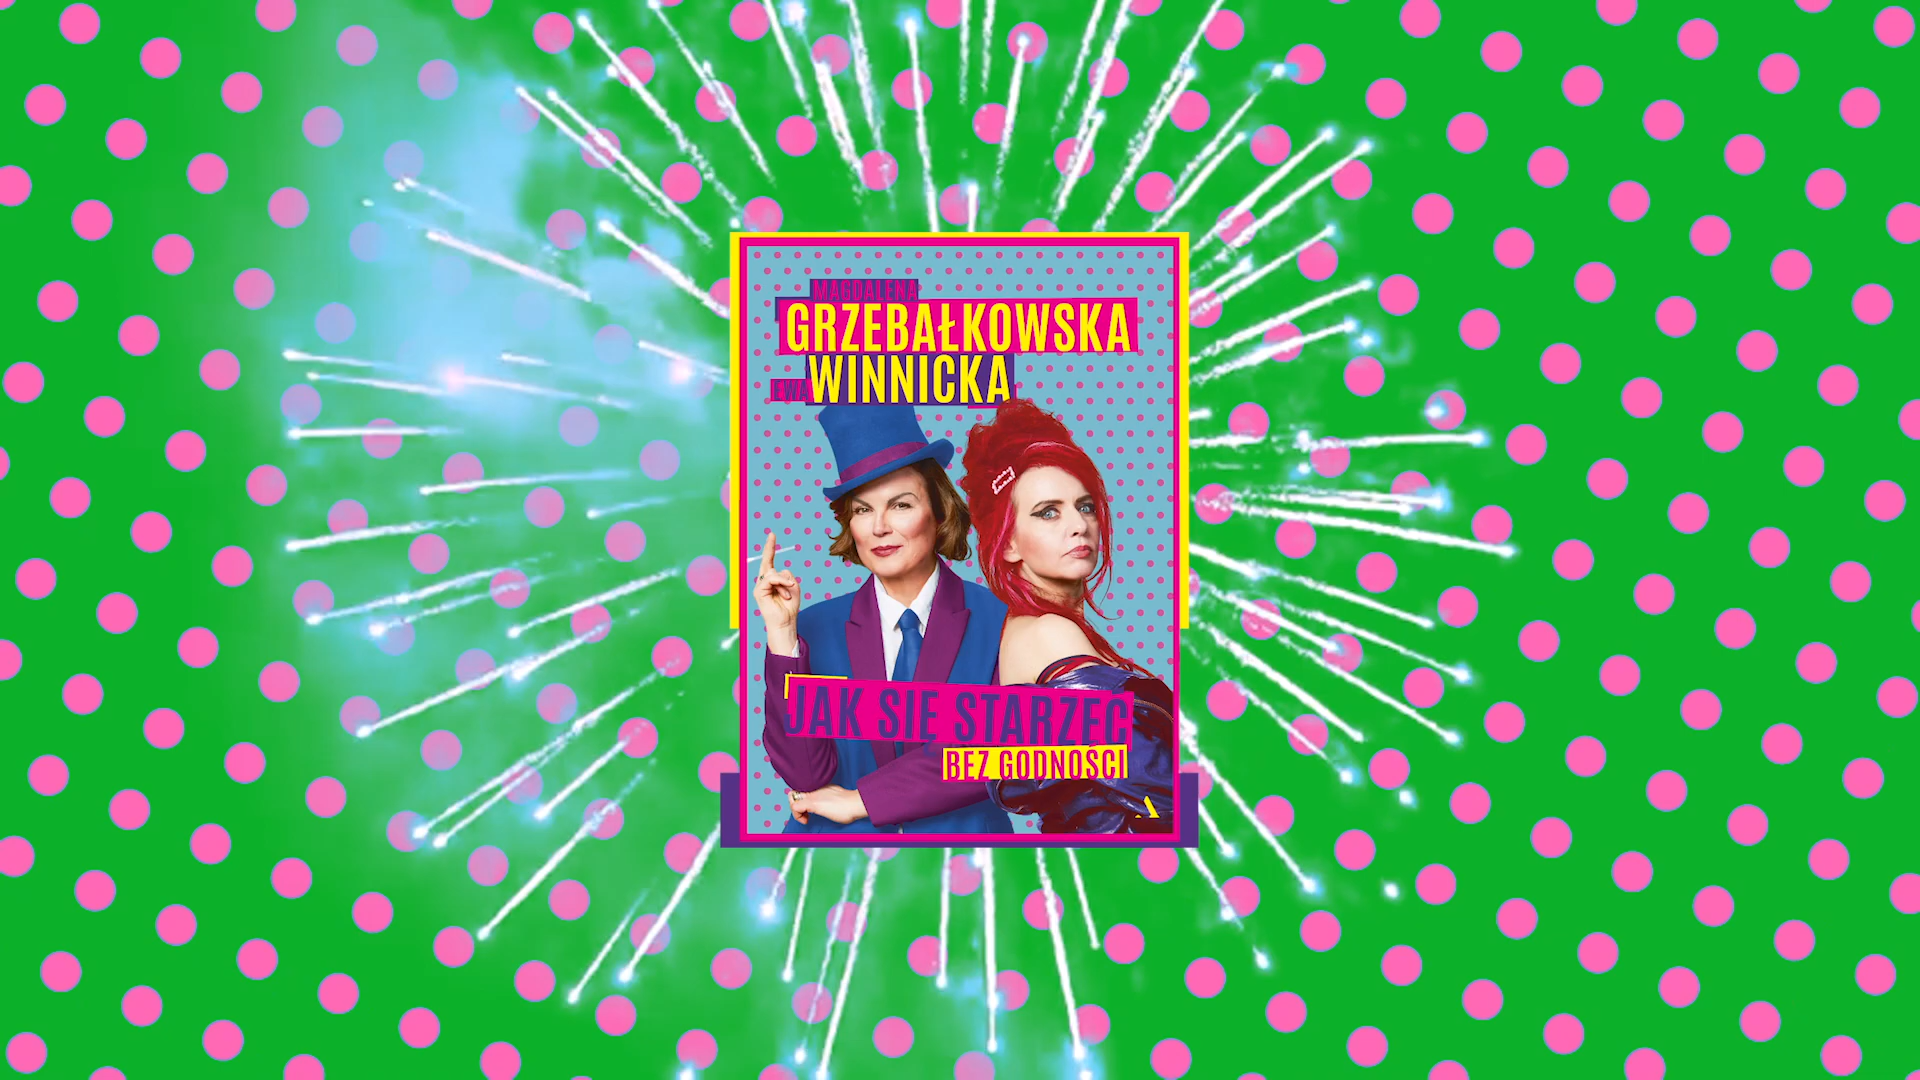 MAGDALENA
GRZEBAŁKOWSKA
EWA WINNICKA
JAK SIĘ STARZEĆ
BEZ GODNOŚCI